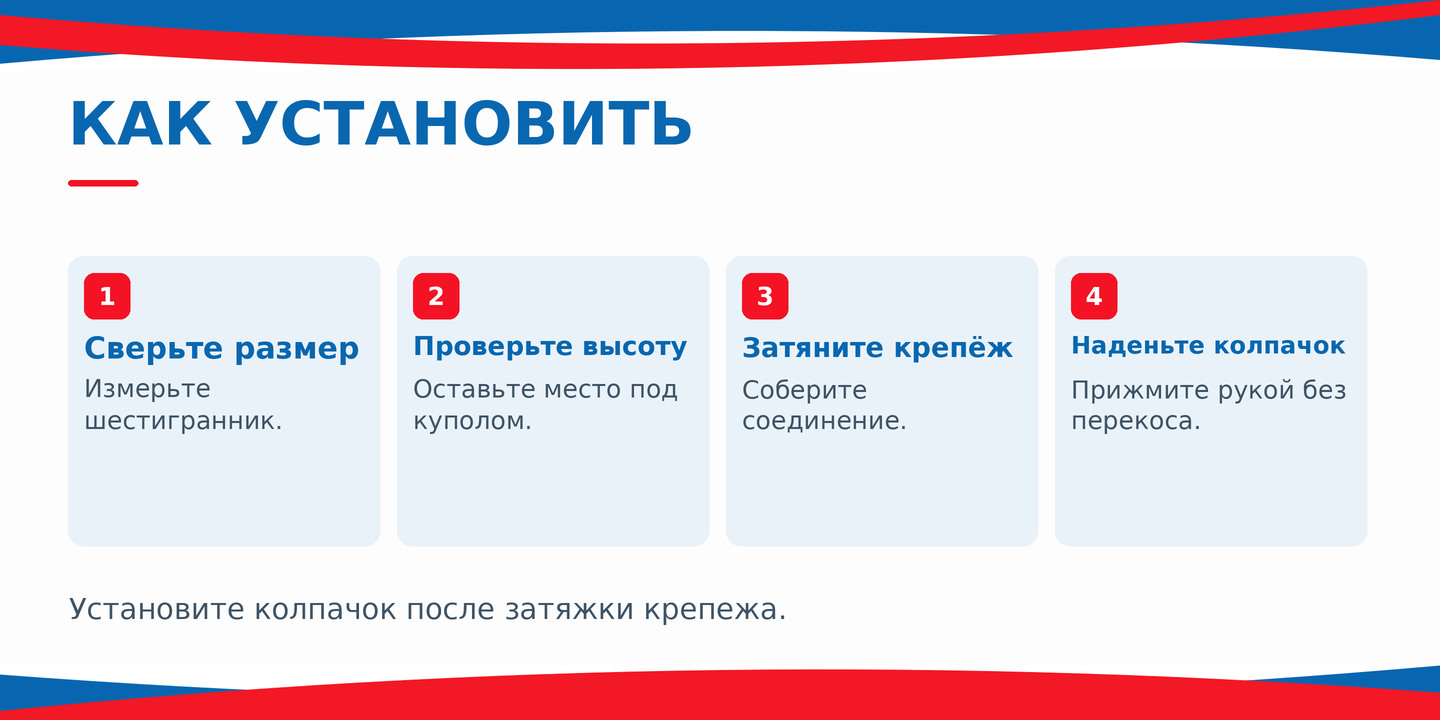 КАК УСТАНОВИТЬ
1
Сверьте размер
Измерьте
шестигранник.
2
Проверьте высоту
Оставьте место под
куполом.
3
Затяните крепёж
Соберите
соединение.
4
Наденьте колпачок
Прижмите рукой без
перекоса.
Установите колпачок после затяжки крепежа.